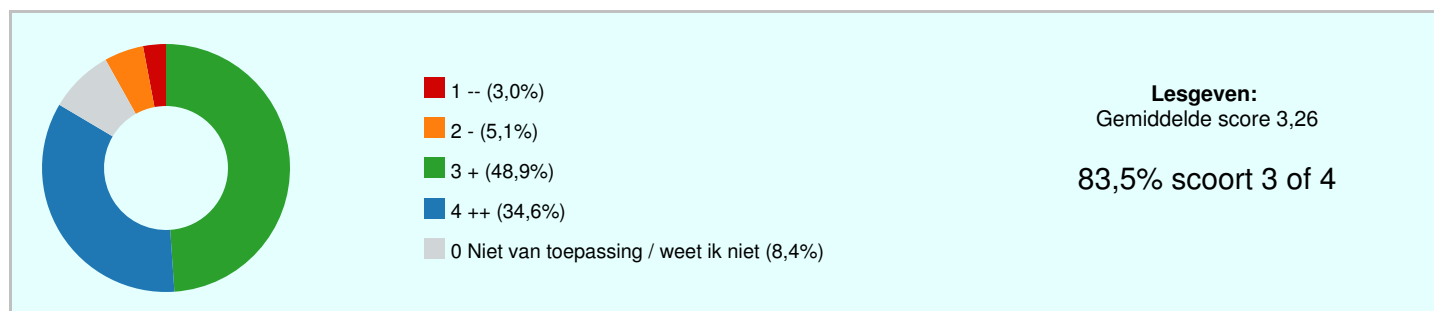 1 -- (3,0%)
2 - (5,1%)
3 + (48,9%)
4 ++ (34,6%)
0 Niet van toepassing / weet ik niet (8,4%)
Lesgeven:
Gemiddelde score 3,26
83,5% scoort 3 of 4